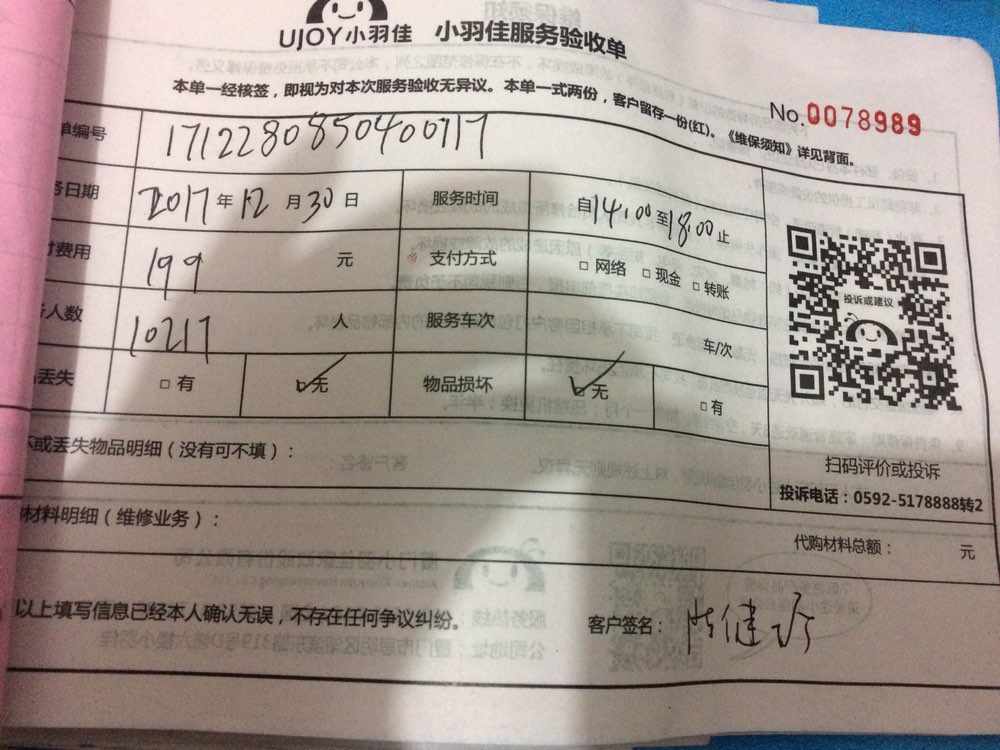 UJOY小羽佳 小羽佳服务验收单
本单一经核签，即视为对本次服务验收无异议。本单一式两份，客户留存一份(红)。《维保须知》详见背面。
No.0078989
单编号 1712280850400717
务日期 2017年12月30日 服务时间 自14:00至18:00止
付费用 199 元 支付方式 □网络 □现金 □转账
人数 10217 人 服务车次 车/次
丢失 □有 ☑无 物品损坏 ☑无 □有
投诉或建议
坏或丢失物品明细（没有可不填）：
扫码评价或投诉
投诉电话：0592-5178888转2
材料明细（维修业务）：
代购材料总额： 元
以上填写信息已经本人确认无误，不存在任何争议纠纷。
客户签名：